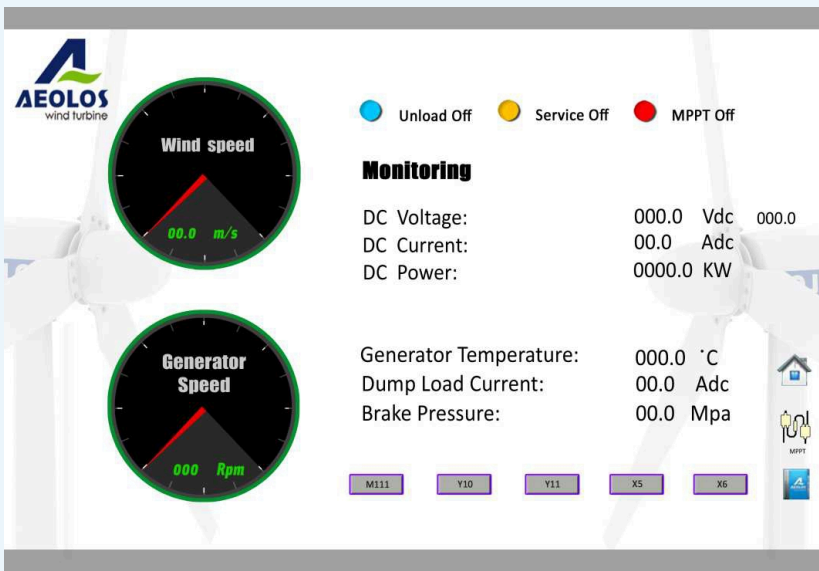 AEOLOS
wind turbine
Unload Off
Service Off
MPPT Off
Wind speed
00.0 m/s
Monitoring
DC Voltage: 000.0 Vdc 000.0
DC Current: 00.0 Adc
DC Power: 0000.0 KW
Generator
Speed
000 Rpm
Generator Temperature: 000.0 °C
Dump Load Current: 00.0 Adc
Brake Pressure: 00.0 Mpa
MPPT
M111
Y10
Y11
X5
X6